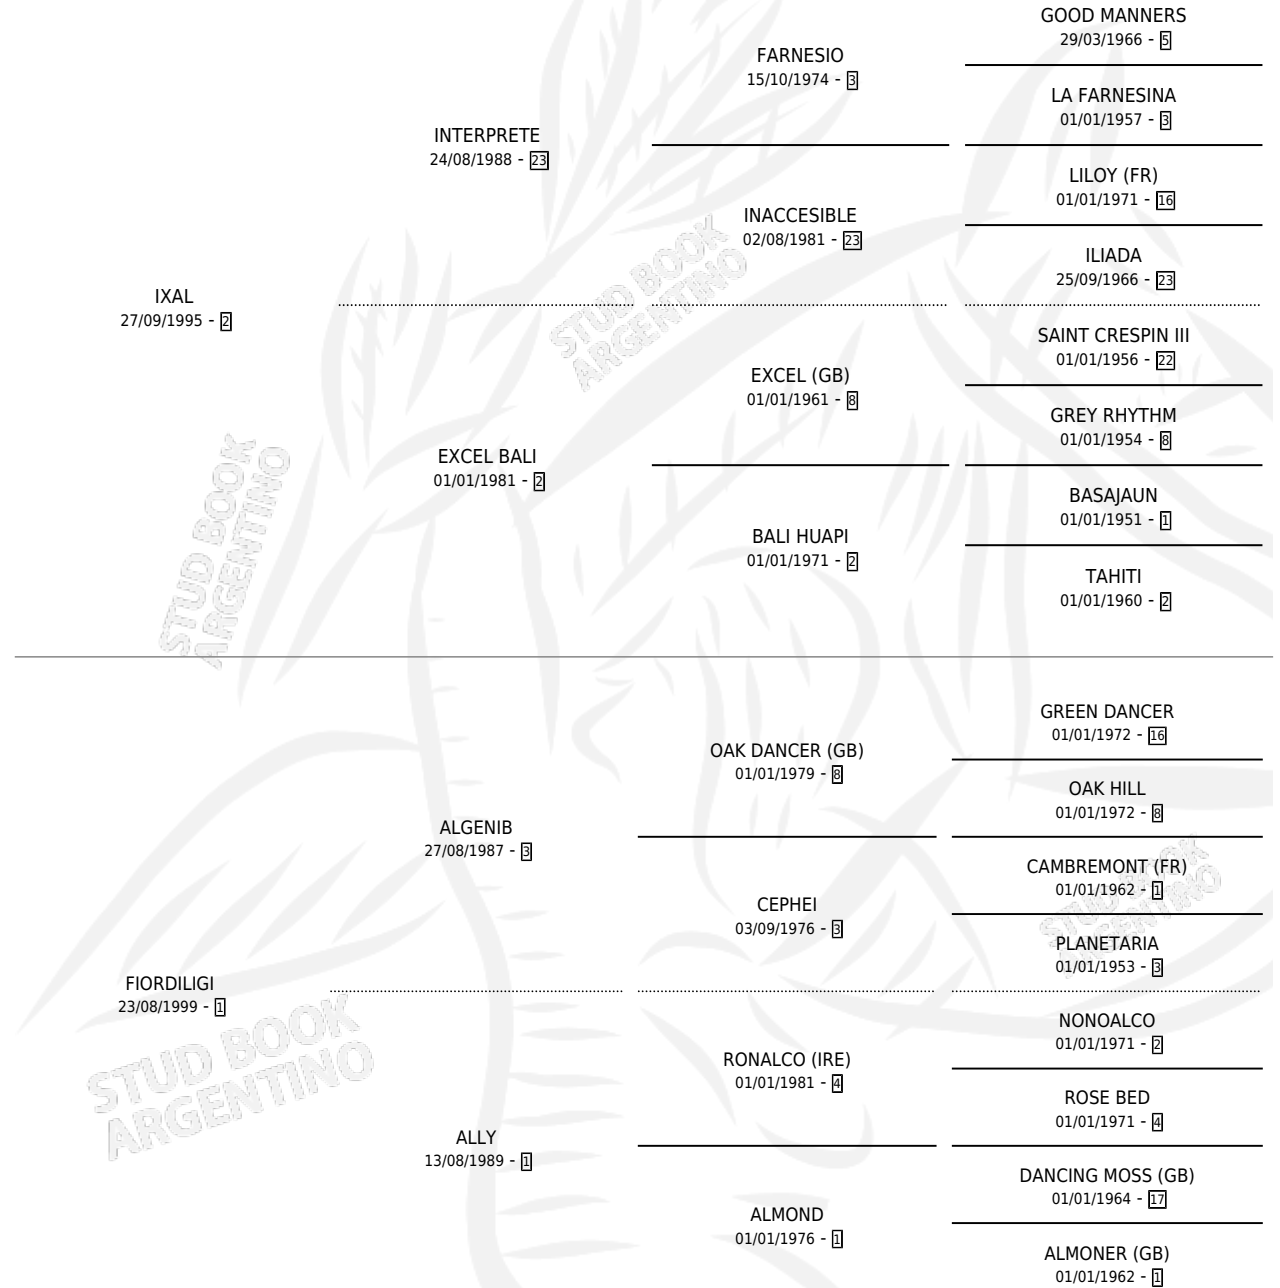 GOOD MANNERS
29/03/1966 - 5
FARNESIO
15/10/1974 - 3
LA FARNESINA
01/01/1957 - 3
INTERPRETE
24/08/1988 - 23
LILOY (FR)
01/01/1971 - 16
INACCESIBLE
02/08/1981 - 23
ILIADA
25/09/1966 - 23
IXAL
27/09/1995 - 2
SAINT CRESPIN III
01/01/1956 - 22
EXCEL (GB)
01/01/1961 - 8
GREY RHYTHM
01/01/1954 - 8
EXCEL BALI
01/01/1981 - 2
BASAJAUN
01/01/1951 - 1
BALI HUAPI
01/01/1971 - 2
TAHITI
01/01/1960 - 2
GREEN DANCER
01/01/1972 - 16
OAK DANCER (GB)
01/01/1979 - 8
OAK HILL
01/01/1972 - 8
ALGENIB
27/08/1987 - 3
CAMBREMONT (FR)
01/01/1962 - 1
CEPHEI
03/09/1976 - 3
PLANETARIA
01/01/1953 - 3
FIORDILIGI
23/08/1999 - 1
NONOALCO
01/01/1971 - 2
RONALCO (IRE)
01/01/1981 - 4
ROSE BED
01/01/1971 - 4
ALLY
13/08/1989 - 1
DANCING MOSS (GB)
01/01/1964 - 17
ALMOND
01/01/1976 - 1
ALMONER (GB)
01/01/1962 - 1
STUD BOOK
ARGENTINO
STUD BOOK
ARGENTINO
STUD BOOK
ARGENTINO
STUD BOOK
ARGENTINO